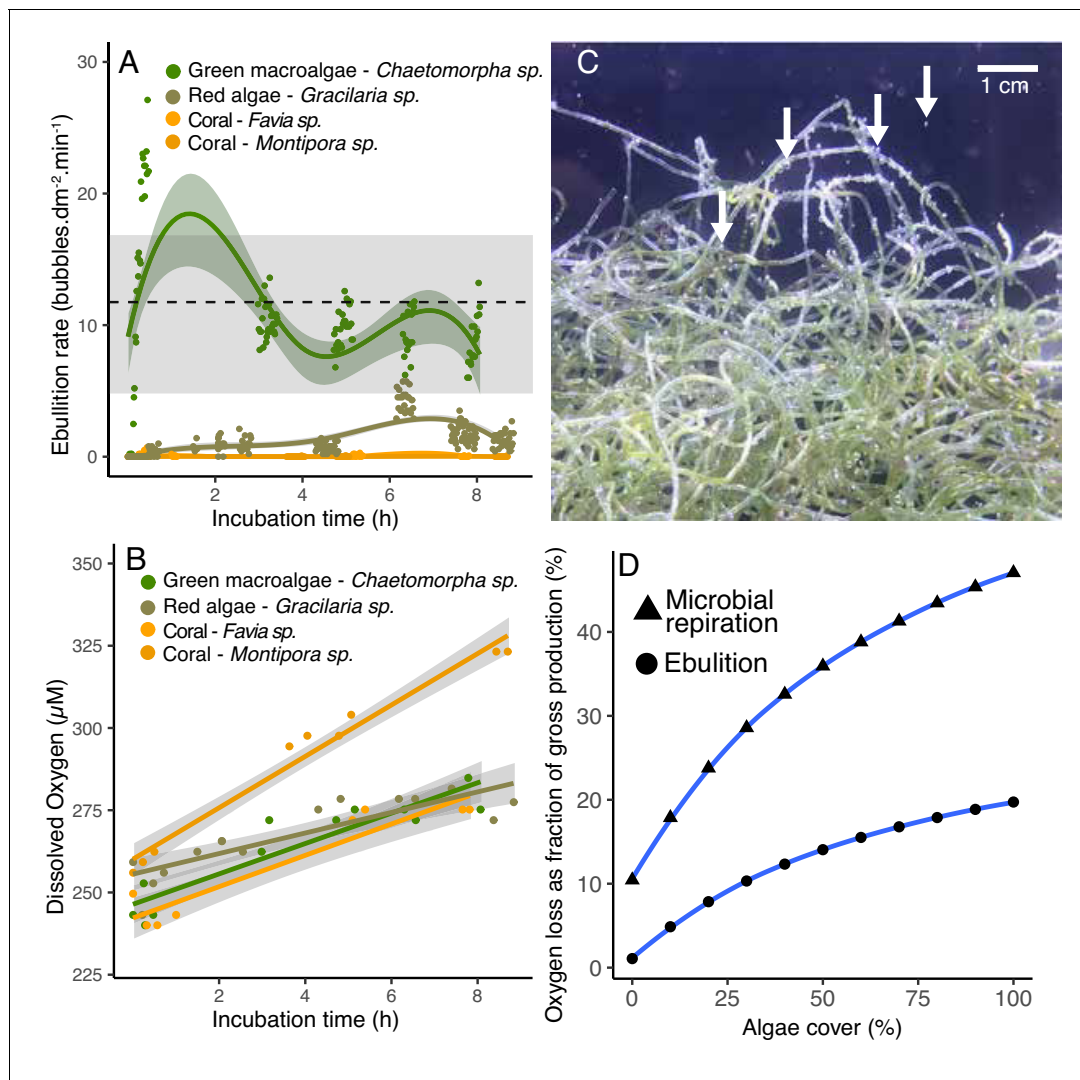 A
Green macroalgae - Chaetomorpha sp.
Red algae - Gracilaria sp.
Coral - Favia sp.
Coral - Montipora sp.
30
20
10
0
Ebullition rate (bubbles.dm⁻².min⁻¹)
2 4 6 8
Incubation time (h)
C
1 cm
B
Green macroalgae - Chaetomorpha sp.
Red algae - Gracilaria sp.
Coral - Favia sp.
Coral - Montipora sp.
350
325
300
275
250
225
Dissolved Oxygen (µM)
2 4 6 8
Incubation time (h)
D
Microbial
repiration
Ebulition
40
30
20
10
0
Oxygen loss as fraction of gross production (%)
0 25 50 75 100
Algae cover (%)